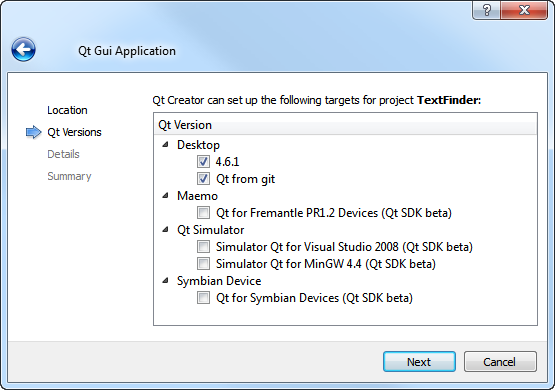 Qt Gui Application
Location
Qt Versions
Details
Summary
Qt Creator can set up the following targets for project TextFinder:
Qt Version
Desktop
4.6.1
Qt from git
Maemo
Qt for Fremantle PR1.2 Devices (Qt SDK beta)
Qt Simulator
Simulator Qt for Visual Studio 2008 (Qt SDK beta)
Simulator Qt for MinGW 4.4 (Qt SDK beta)
Symbian Device
Qt for Symbian Devices (Qt SDK beta)
Next
Cancel